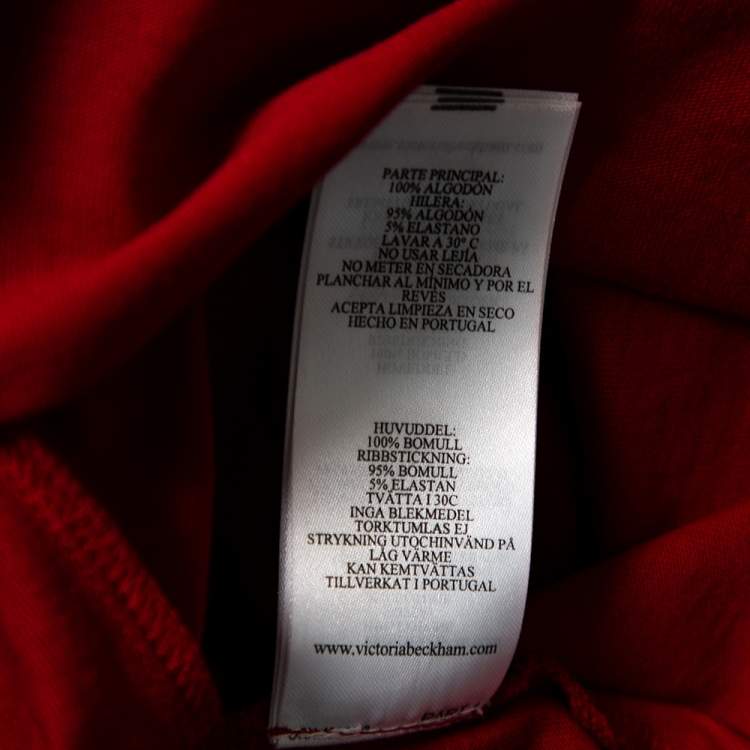 PARTE PRINCIPAL:
100% ALGODÓN
HILERA:
95% ALGODÓN
5% ELASTANO
LAVAR A 30º C
NO USAR LEJÍA
NO METER EN SECADORA
PLANCHAR AL MÍNIMO Y POR EL
REVÉS
ACEPTA LIMPIEZA EN SECO
HECHO EN PORTUGAL
HUVUDDEL:
100% BOMULL
RIBBSTICKNING:
95% BOMULL
5% ELASTAN
TVÄTTA I 30C
INGA BLEKMEDEL
TORKTUMLAS EJ
STRYKNING UTOCHINVÄND PÅ
LÅG VÄRME
KAN KEMTVÄTTAS
TILLVERKAT I PORTUGAL
www.victoriabeckham.com